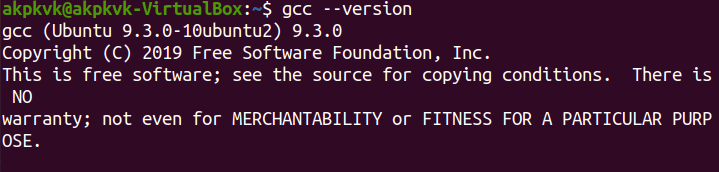 akpkvk@akpkvk-VirtualBox:~$ gcc --version
gcc (Ubuntu 9.3.0-10ubuntu2) 9.3.0
Copyright (C) 2019 Free Software Foundation, Inc.
This is free software; see the source for copying conditions.  There is
 NO
warranty; not even for MERCHANTABILITY or FITNESS FOR A PARTICULAR PURP
OSE.